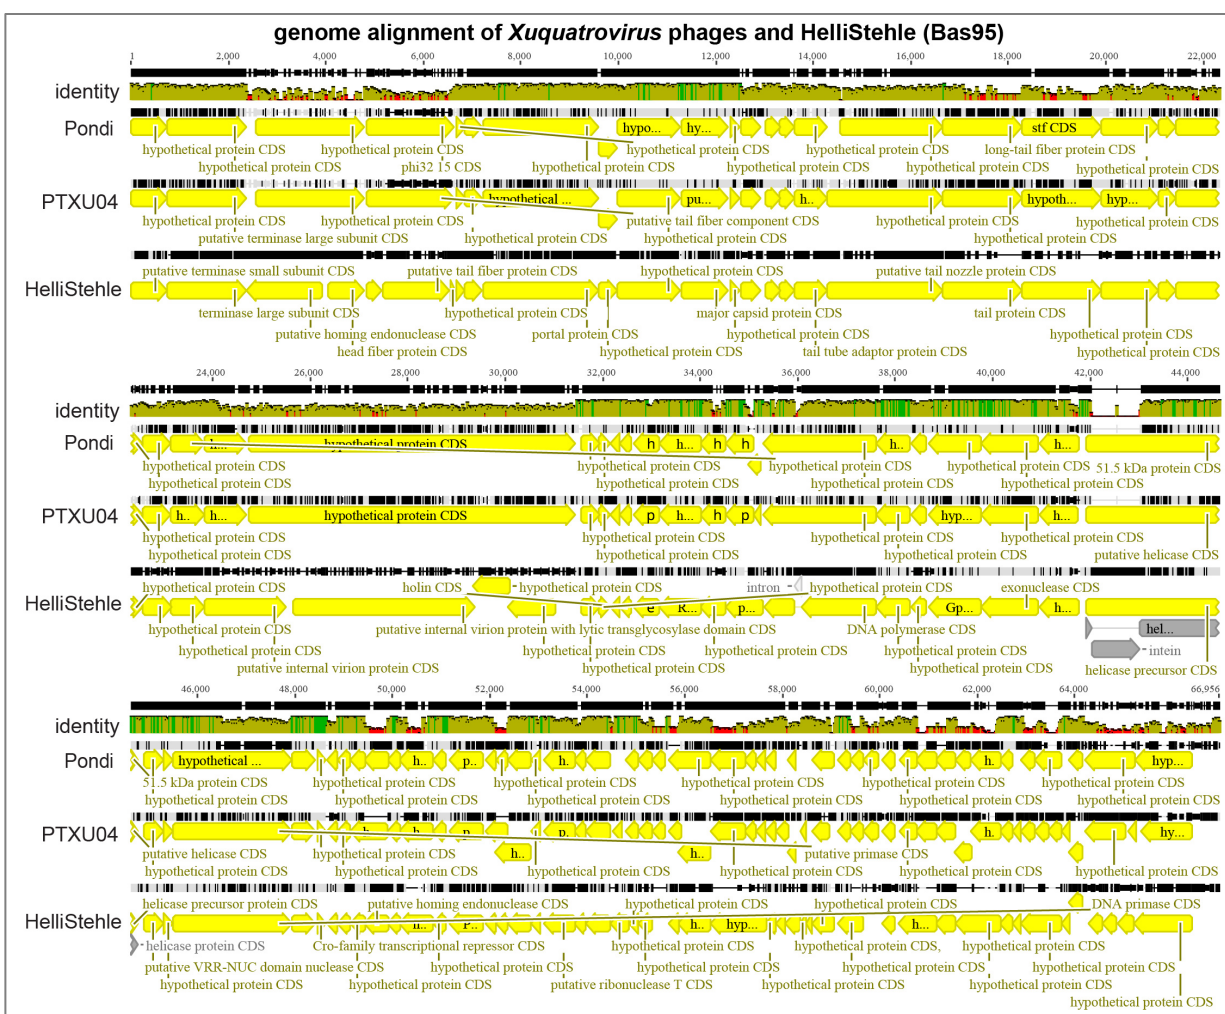 genome alignment of Xuquatrovirus phages and HelliStehle (Bas95)
1 2,000 4,000 6,000 8,000 10,000 12,000 14,000 16,000 18,000 20,000 22,000
identity
Pondi
hypo... hy... stf CDS
hypothetical protein CDS hypothetical protein CDS hypothetical protein CDS hypothetical protein CDS long-tail fiber protein CDS
hypothetical protein CDS phi32 15 CDS hypothetical protein CDS hypothetical protein CDS hypothetical protein CDS hypothetical protein CDS
PTXU04
hypothetical ... pu... h.. hypoth... hyp...
hypothetical protein CDS hypothetical protein CDS putative tail fiber component CDS hypothetical protein CDS hypothetical protein CDS
putative terminase large subunit CDS hypothetical protein CDS hypothetical protein CDS hypothetical protein CDS
putative terminase small subunit CDS putative tail fiber protein CDS hypothetical protein CDS putative tail nozzle protein CDS
HelliStehle
terminase large subunit CDS hypothetical protein CDS major capsid protein CDS tail protein CDS
putative homing endonuclease CDS portal protein CDS hypothetical protein CDS hypothetical protein CDS
head fiber protein CDS hypothetical protein CDS tail tube adaptor protein CDS hypothetical protein CDS
24,000 26,000 28,000 30,000 32,000 34,000 36,000 38,000 40,000 42,000 44,000
identity
Pondi
h... hypothetical protein CDS h h... h h h.. h...
hypothetical protein CDS hypothetical protein CDS hypothetical protein CDS hypothetical protein CDS 51.5 kDa protein CDS
hypothetical protein CDS hypothetical protein CDS hypothetical protein CDS hypothetical protein CDS
PTXU04
h.. h... hypothetical protein CDS p h... h p hyp... h...
hypothetical protein CDS hypothetical protein CDS hypothetical protein CDS hypothetical protein CDS
hypothetical protein CDS hypothetical protein CDS hypothetical protein CDS putative helicase CDS
hypothetical protein CDS holin CDS hypothetical protein CDS intron hypothetical protein CDS exonuclease CDS
HelliStehle
e R... p... Gp... h...
hypothetical protein CDS putative internal virion protein with lytic transglycosylase domain CDS DNA polymerase CDS hel...
hypothetical protein CDS hypothetical protein CDS hypothetical protein CDS hypothetical protein CDS intein
putative internal virion protein CDS hypothetical protein CDS hypothetical protein CDS helicase precursor CDS
46,000 48,000 50,000 52,000 54,000 56,000 58,000 60,000 62,000 64,000 66,956
identity
Pondi
hypothetical ... h.. p.. h. h. hyp...
51.5 kDa protein CDS hypothetical protein CDS hypothetical protein CDS hypothetical protein CDS hypothetical protein CDS hypothetical protein CDS
hypothetical protein CDS hypothetical protein CDS hypothetical protein CDS hypothetical protein CDS hypothetical protein CDS hypothetical protein CDS
PTXU04
h.. h.. p.. p. h. hy...
putative helicase CDS hypothetical protein CDS h.. h.. putative primase CDS
hypothetical protein CDS hypothetical protein CDS hypothetical protein CDS hypothetical protein CDS hypothetical protein CDS hypothetical protein CDS
helicase precursor protein CDS putative homing endonuclease CDS hypothetical protein CDS hypothetical protein CDS DNA primase CDS
HelliStehle
h.. p.. h.. hyp... h...
helicase protein CDS Cro-family transcriptional repressor CDS hypothetical protein CDS hypothetical protein CDS, hypothetical protein CDS
putative VRR-NUC domain nuclease CDS hypothetical protein CDS hypothetical protein CDS hypothetical protein CDS hypothetical protein CDS
hypothetical protein CDS hypothetical protein CDS putative ribonuclease T CDS hypothetical protein CDS hypothetical protein CDS
hypothetical protein CDS